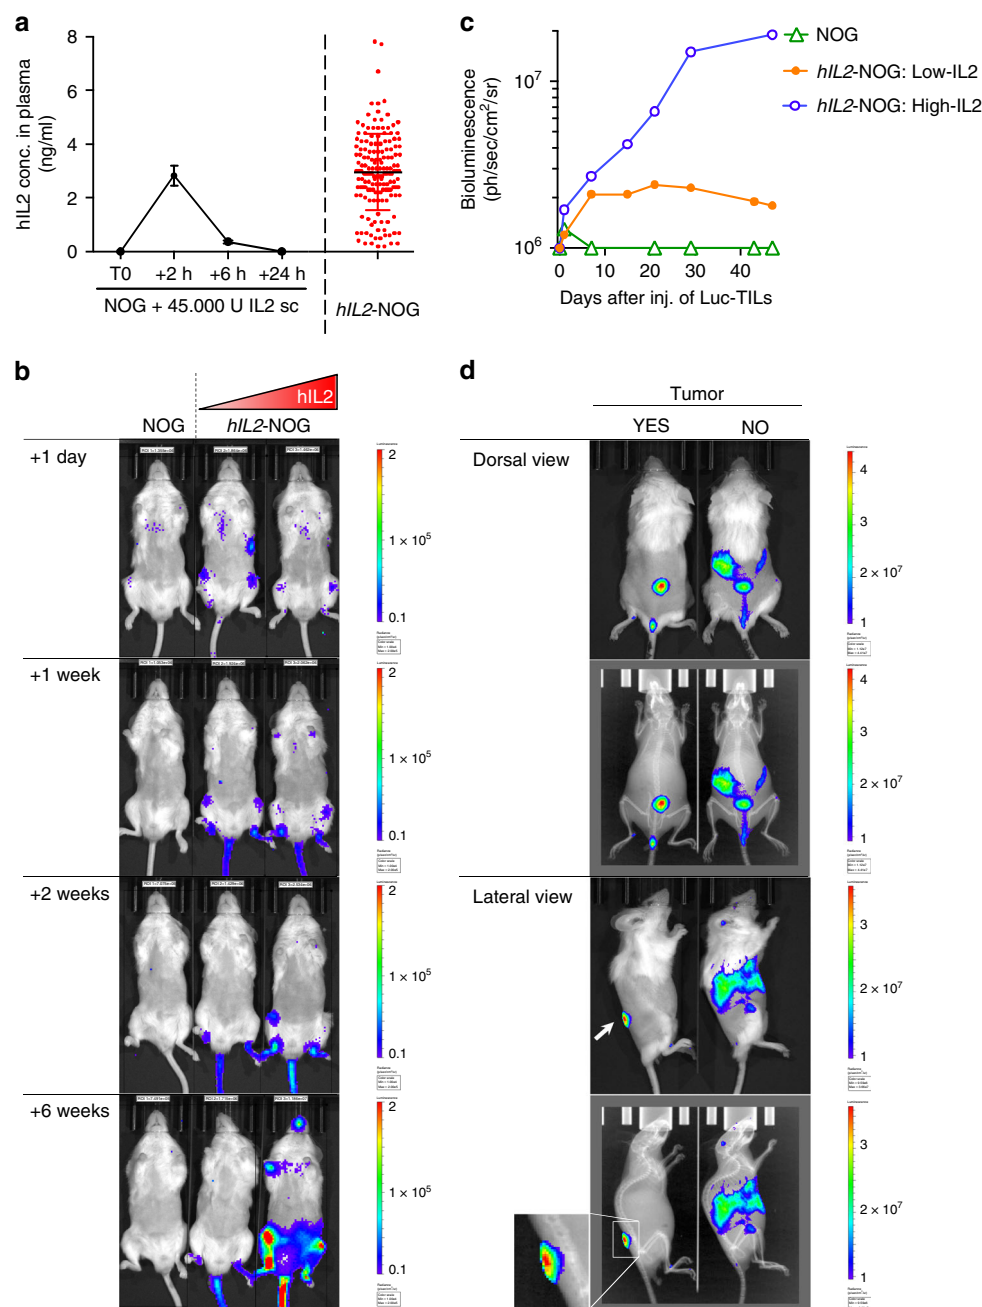 a
hIL2 conc. in plasma
(ng/ml)
8
6
4
2
0
T0 +2 h +6 h +24 h
NOG + 45.000 U IL2 sc
hIL2-NOG
c
Bioluminescence
(ph/sec/cm²/sr)
10⁷
10⁶
0 10 20 30 40
Days after inj. of Luc-TILs
NOG
hIL2-NOG: Low-IL2
hIL2-NOG: High-IL2
b
hIL2
NOG hIL2-NOG
+1 day
2
1 × 10⁵
0.1
+1 week
2
1 × 10⁵
0.1
+2 weeks
2
1 × 10⁵
0.1
+6 weeks
2
1 × 10⁵
0.1
d
Tumor
YES NO
Dorsal view
4
3
2 × 10⁷
1
4
3
2 × 10⁷
1
Lateral view
3
2 × 10⁷
1
3
2 × 10⁷
1